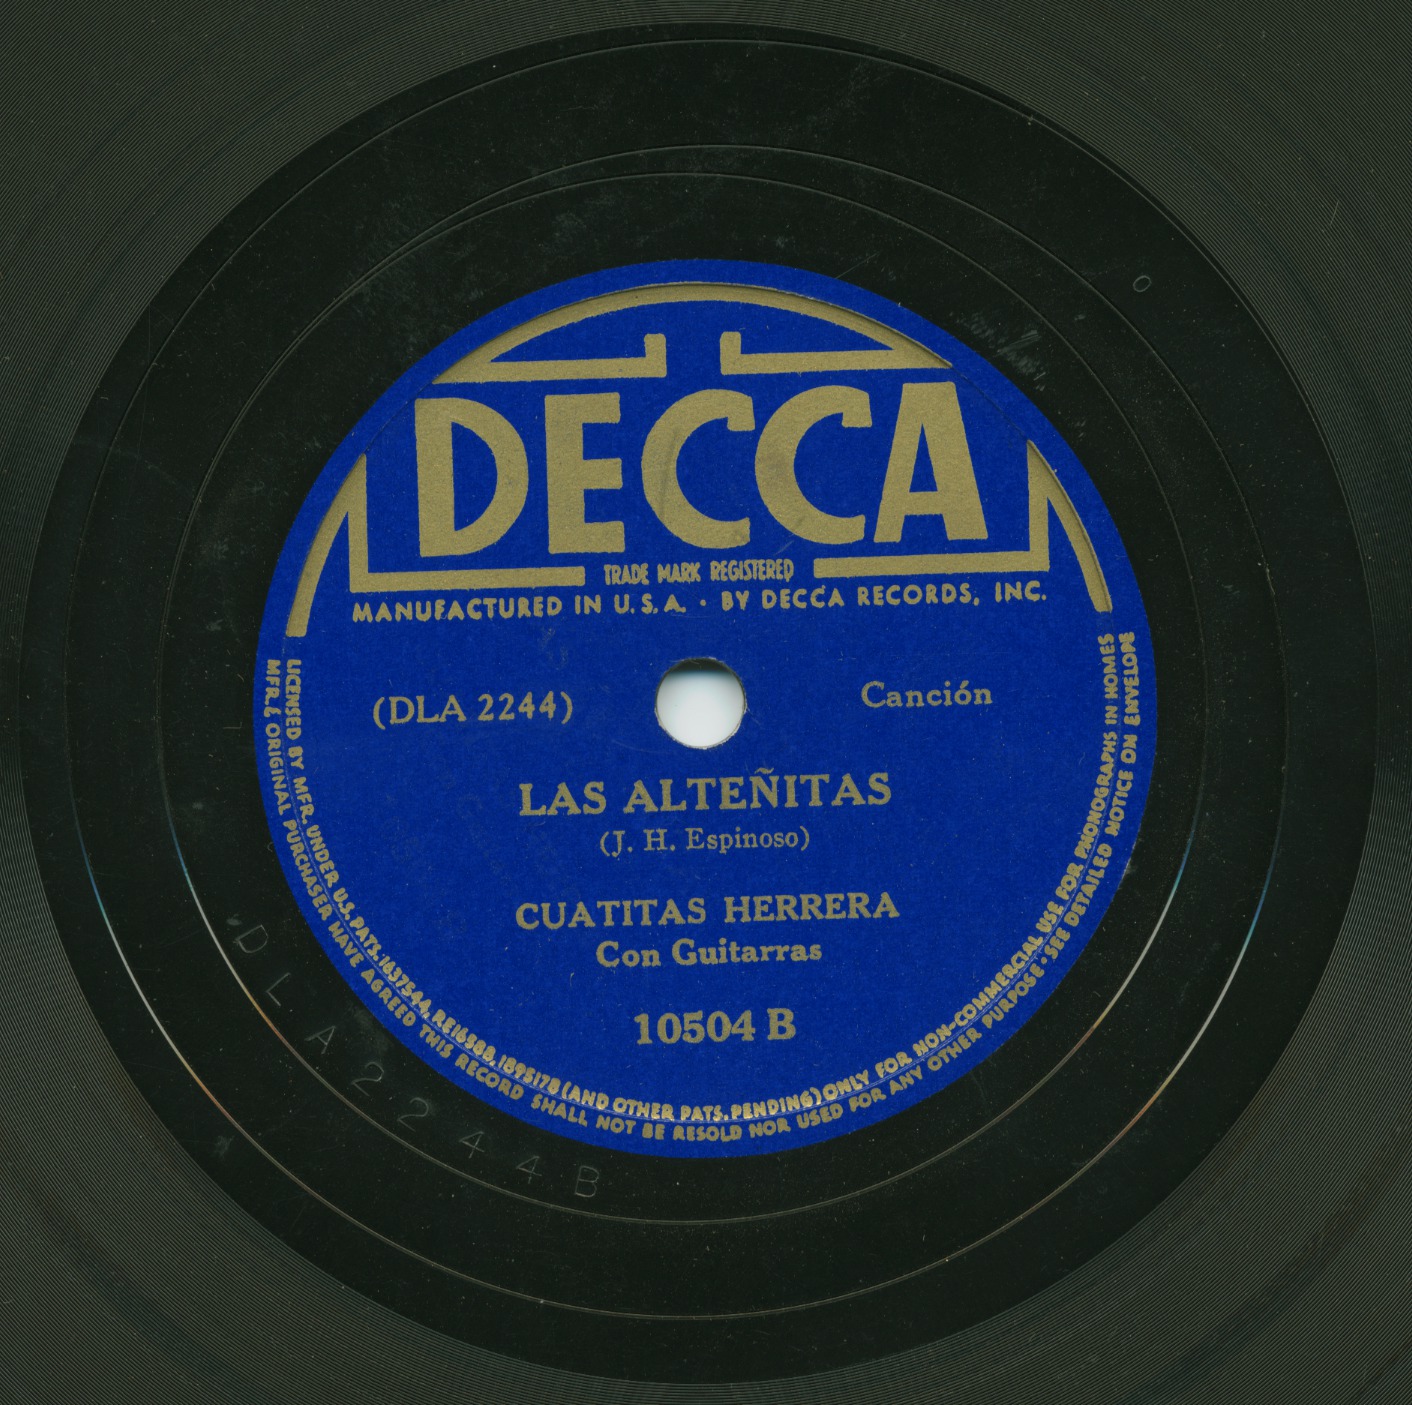 DECCA
TRADE MARK REGISTERED
MANUFACTURED IN U.S.A. · BY DECCA RECORDS, INC.
(DLA 2244)
Canción
LAS ALTEÑITAS
(J. H. Espinoso)
CUATITAS HERRERA
Con Guitarras
10504 B
LICENSED BY MFR. UNDER U.S. PATS. 1637544, RE16588, 1895178 (AND OTHER PATS. PENDING) ONLY FOR NON-COMMERCIAL USE FOR PHONOGRAPHS IN HOMES
MFR. & ORIGINAL PURCHASER HAVE AGREED THIS RECORD SHALL NOT BE RESOLD NOR USED FOR ANY OTHER PURPOSE · SEE DETAILED NOTICE ON ENVELOPE
DLA2244B
O